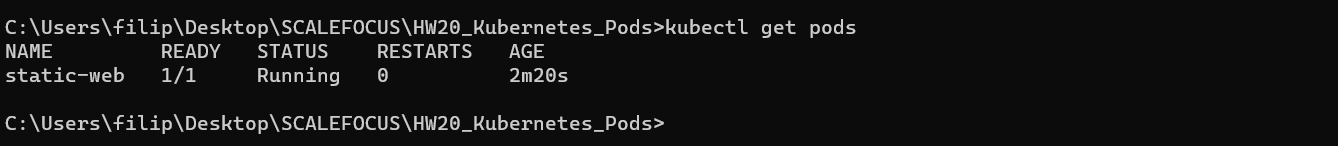 C:\Users\filip\Desktop\SCALEFOCUS\HW20_Kubernetes_Pods>kubectl get pods
NAME         READY   STATUS    RESTARTS   AGE
static-web   1/1     Running   0          2m20s
C:\Users\filip\Desktop\SCALEFOCUS\HW20_Kubernetes_Pods>